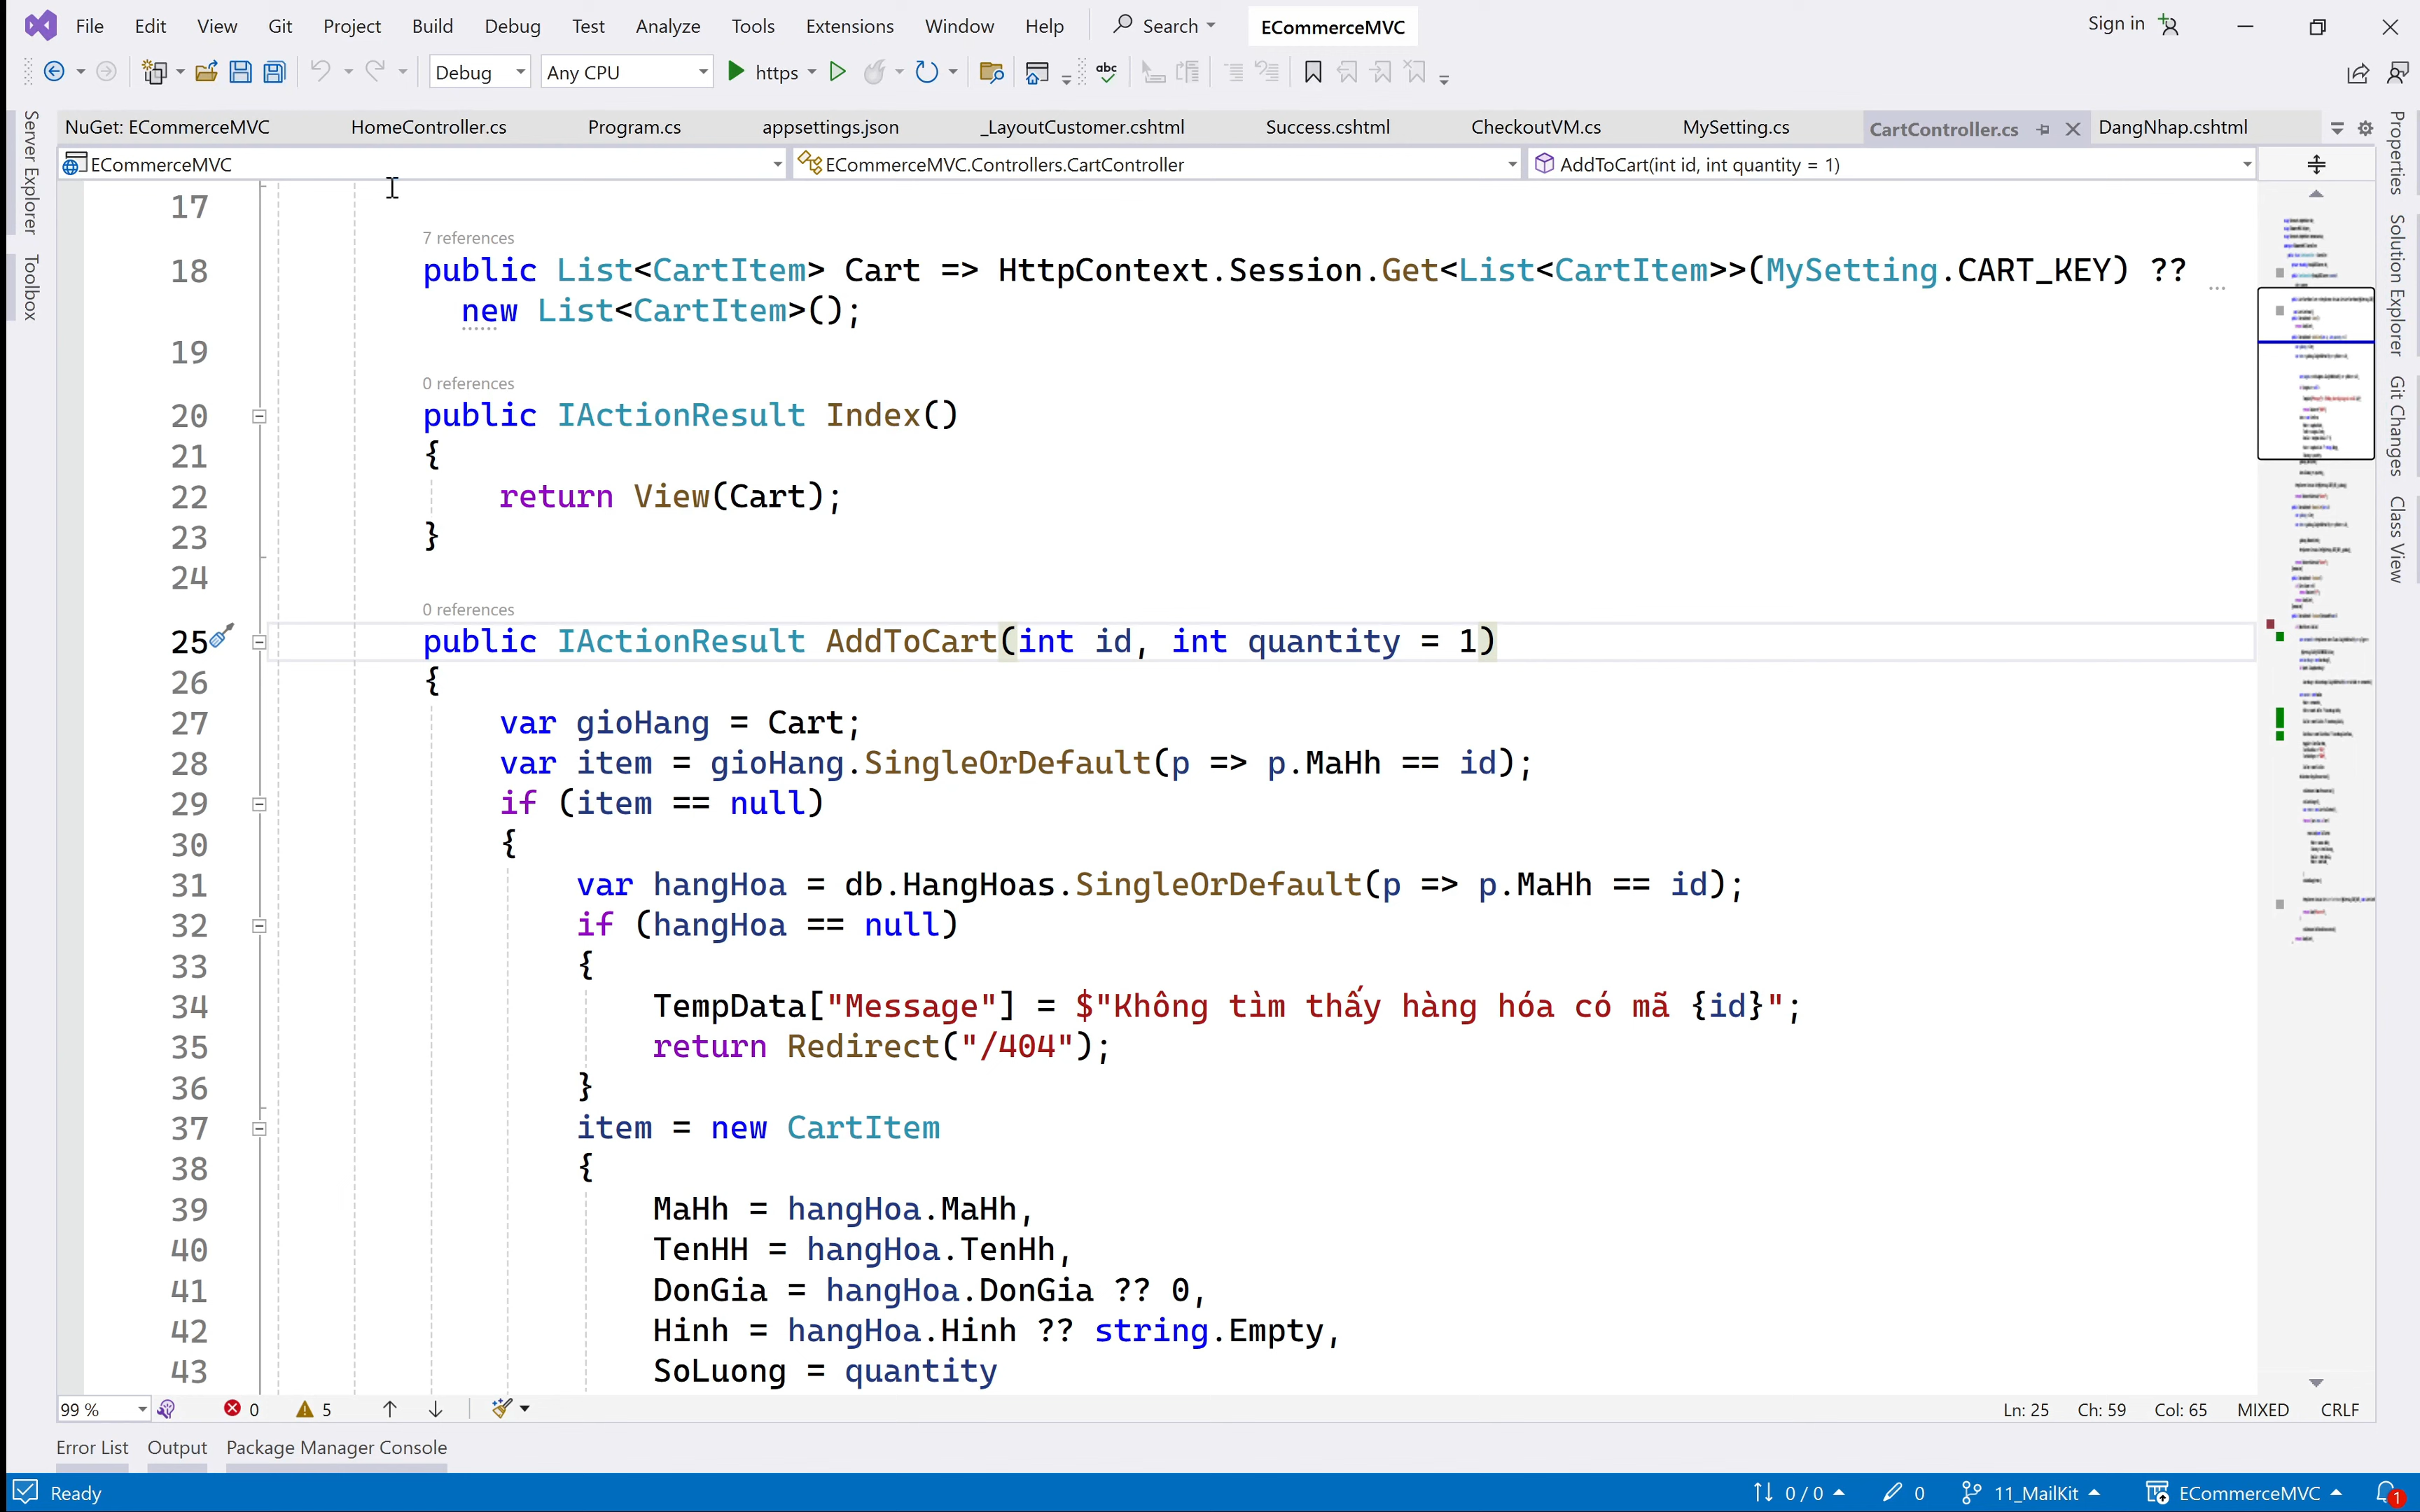 File Edit View Git Project Build Debug Test Analyze Tools Extensions Window Help Search ECommerceMVC Sign in
Debug Any CPU https abc
NuGet: ECommerceMVC HomeController.cs Program.cs appsettings.json _LayoutCustomer.cshtml Success.cshtml CheckoutVM.cs MySetting.cs CartController.cs DangNhap.cshtml
ECommerceMVC ECommerceMVC.Controllers.CartController AddToCart(int id, int quantity = 1)
Server Explorer
Toolbox
Properties
Solution Explorer
Git Changes
Class View
17
7 references
18 public List<CartItem> Cart => HttpContext.Session.Get<List<CartItem>>(MySetting.CART_KEY) ??
new List<CartItem>();
19
0 references
20 public IActionResult Index()
21 {
22 return View(Cart);
23 }
24
0 references
25 public IActionResult AddToCart(int id, int quantity = 1)
26 {
27 var gioHang = Cart;
28 var item = gioHang.SingleOrDefault(p => p.MaHh == id);
29 if (item == null)
30 {
31 var hangHoa = db.HangHoas.SingleOrDefault(p => p.MaHh == id);
32 if (hangHoa == null)
33 {
34 TempData["Message"] = $"Không tìm thấy hàng hóa có mã {id}";
35 return Redirect("/404");
36 }
37 item = new CartItem
38 {
39 MaHh = hangHoa.MaHh,
40 TenHH = hangHoa.TenHh,
41 DonGia = hangHoa.DonGia ?? 0,
42 Hinh = hangHoa.Hinh ?? string.Empty,
43 SoLuong = quantity
99 % 0 5 Ln: 25 Ch: 59 Col: 65 MIXED CRLF
Error List Output Package Manager Console
Ready 0 / 0 0 11_MailKit ECommerceMVC 1